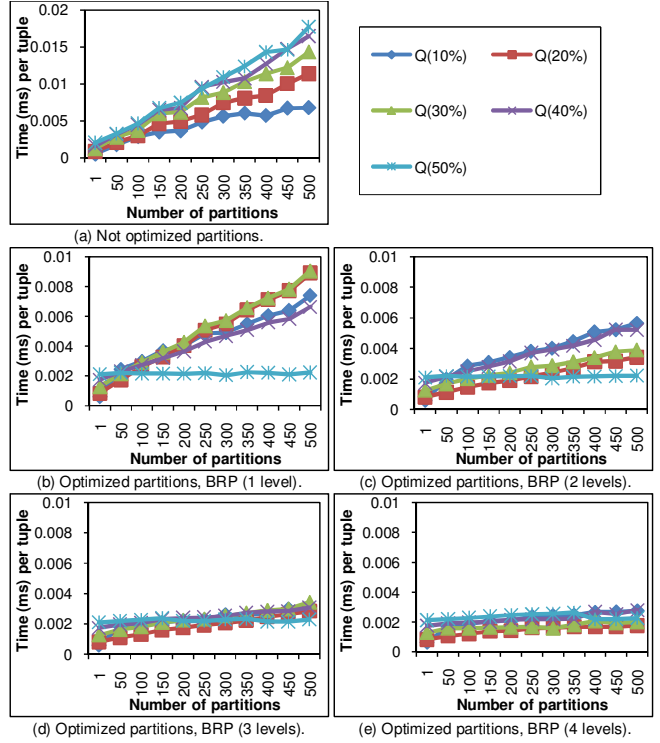 Time (ms) per tuple
0.02
0.015
0.01
0.005
0
1 50 100 150 200 250 300 350 400 450 500
Number of partitions
(a) Not optimized partitions.
Q(10%) Q(20%)
Q(30%) Q(40%)
Q(50%)
Time (ms) per tuple
0.01
0.008
0.006
0.004
0.002
0
1 50 100 150 200 250 300 350 400 450 500
Number of partitions
(b) Optimized partitions, BRP (1 level).
Time (ms) per tuple
0.01
0.008
0.006
0.004
0.002
0
1 50 100 150 200 250 300 350 400 450 500
Number of partitions
(c) Optimized partitions, BRP (2 levels).
Time (ms) per tuple
0.01
0.008
0.006
0.004
0.002
0
1 50 100 150 200 250 300 350 400 450 500
Number of partitions
(d) Optimized partitions, BRP (3 levels).
Time (ms) per tuple
0.01
0.008
0.006
0.004
0.002
0
1 50 100 150 200 250 300 350 400 450 500
Number of partitions
(e) Optimized partitions, BRP (4 levels).